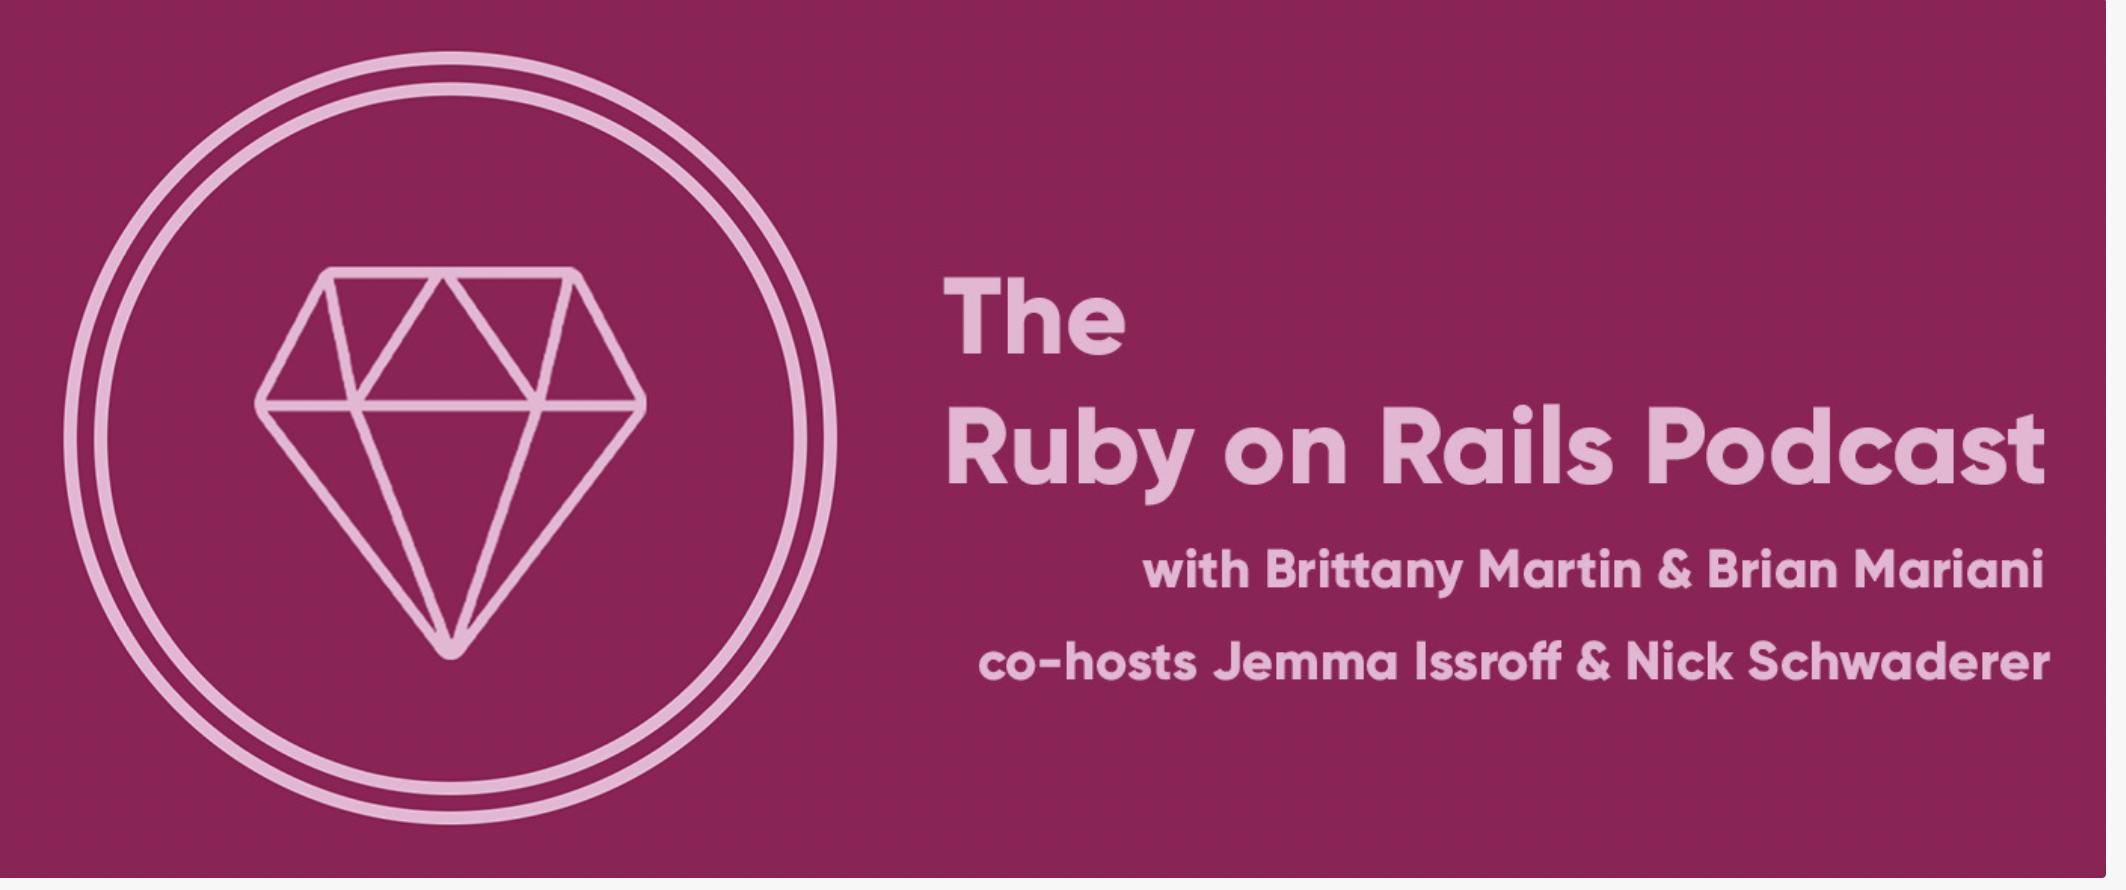 The
Ruby on Rails Podcast
with Brittany Martin & Brian Mariani
co-hosts Jemma Issroff & Nick Schwaderer